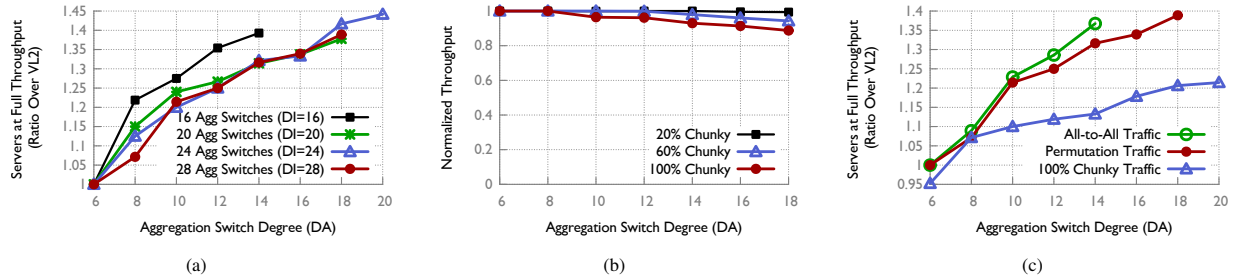 Servers at Full Throughput
(Ratio Over VL2)
1.45
1.4
1.35
1.3
1.25
1.2
1.15
1.1
1.05
1
6 8 10 12 14 16 18 20
16 Agg Switches (DI=16)
20 Agg Switches (DI=20)
24 Agg Switches (DI=24)
28 Agg Switches (DI=28)
Aggregation Switch Degree (DA)
(a)
Normalized Throughput
1
0.8
0.6
0.4
0.2
0
6 8 10 12 14 16 18
20% Chunky
60% Chunky
100% Chunky
Aggregation Switch Degree (DA)
(b)
Servers at Full Throughput
(Ratio Over VL2)
1.4
1.35
1.3
1.25
1.2
1.15
1.1
1.05
1
0.95
6 8 10 12 14 16 18 20
All-to-All Traffic
Permutation Traffic
100% Chunky Traffic
Aggregation Switch Degree (DA)
(c)